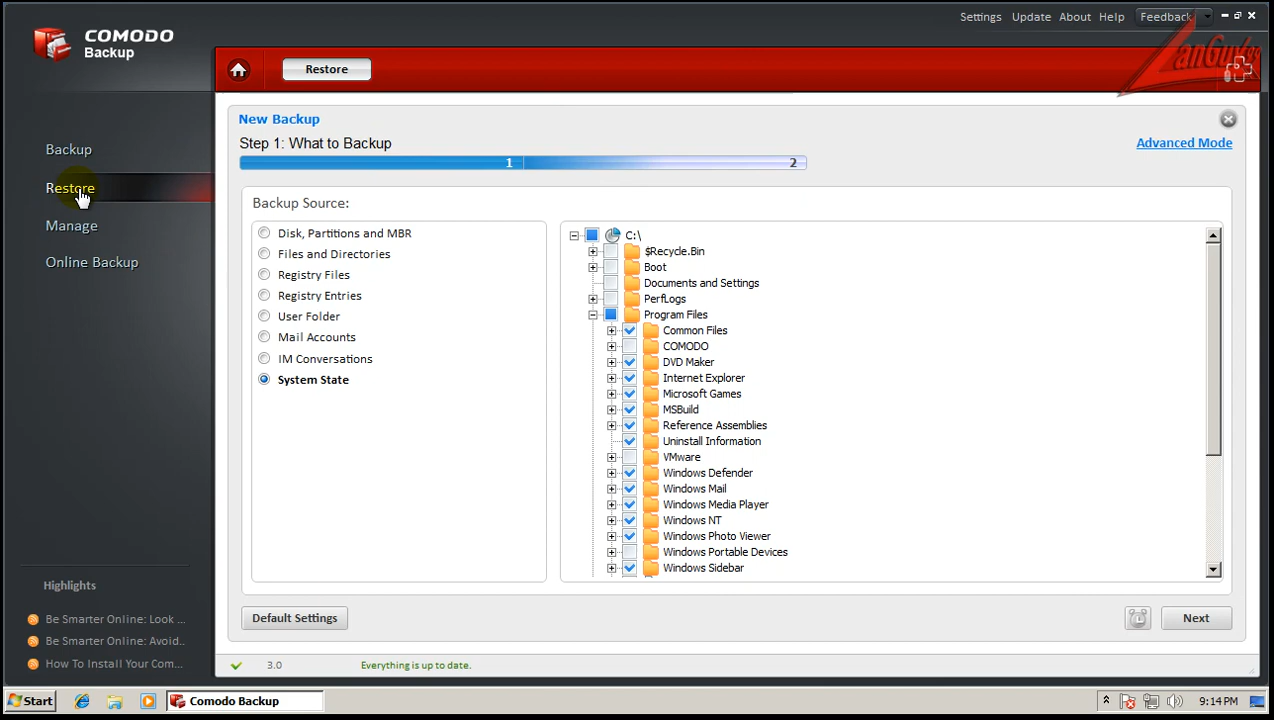 COMODO
Backup
Settings Update About Help Feedback
Restore
Backup
Restore
Manage
Online Backup
New Backup
Step 1: What to Backup
Advanced Mode
1 2
Backup Source:
Disk, Partitions and MBR
Files and Directories
Registry Files
Registry Entries
User Folder
Mail Accounts
IM Conversations
System State
C:\
$Recycle.Bin
Boot
Documents and Settings
PerfLogs
Program Files
Common Files
COMODO
DVD Maker
Internet Explorer
Microsoft Games
MSBuild
Reference Assemblies
Uninstall Information
VMware
Windows Defender
Windows Mail
Windows Media Player
Windows NT
Windows Photo Viewer
Windows Portable Devices
Windows Sidebar
Default Settings
Next
Highlights
Be Smarter Online: Look ...
Be Smarter Online: Avoid..
How To Install Your Com...
3.0 Everything is up to date.
Start Comodo Backup 9:14 PM